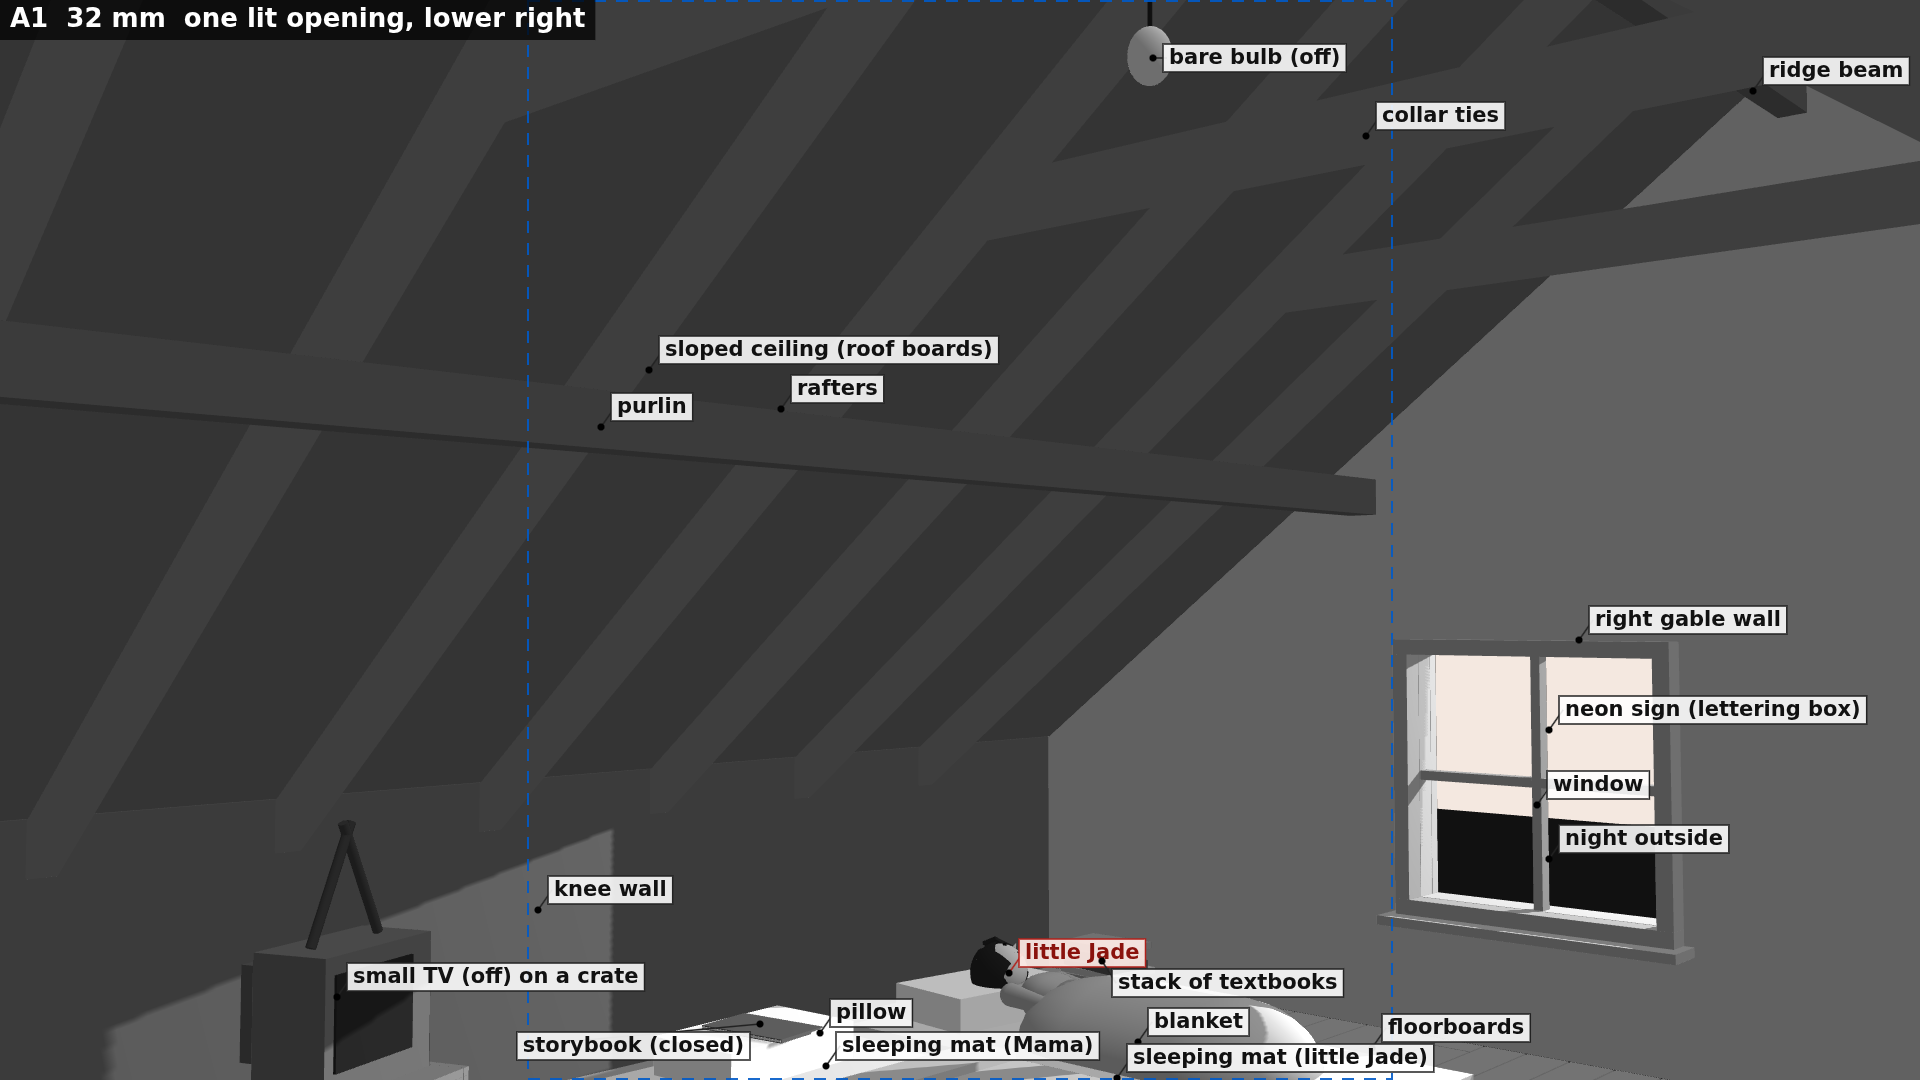 A1 32 mm one lit opening, lower right
bare bulb (off)
ridge beam
collar ties
sloped ceiling (roof boards)
rafters
purlin
right gable wall
neon sign (lettering box)
window
night outside
knee wall
little Jade
small TV (off) on a crate
stack of textbooks
pillow
blanket
floorboards
storybook (closed)
sleeping mat (Mama)
sleeping mat (little Jade)